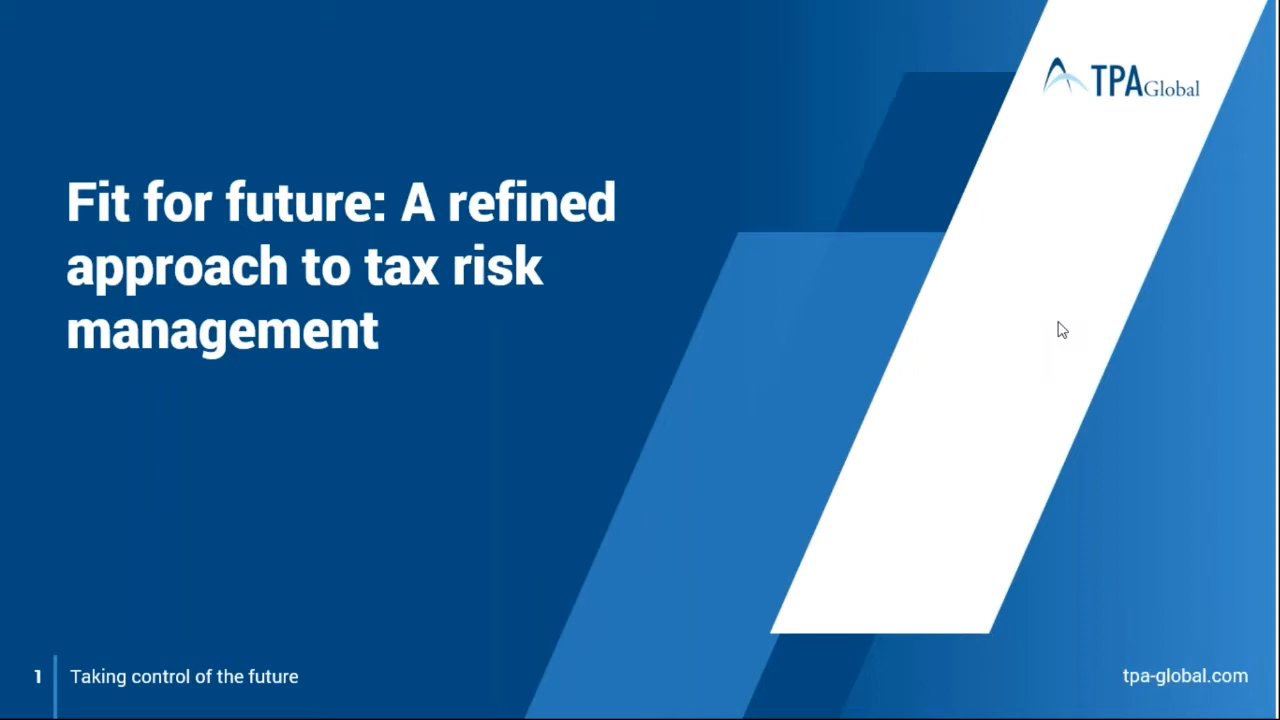 TPAGlobal
Fit for future: A refined
approach to tax risk
management
1
Taking control of the future
tpa-global.com